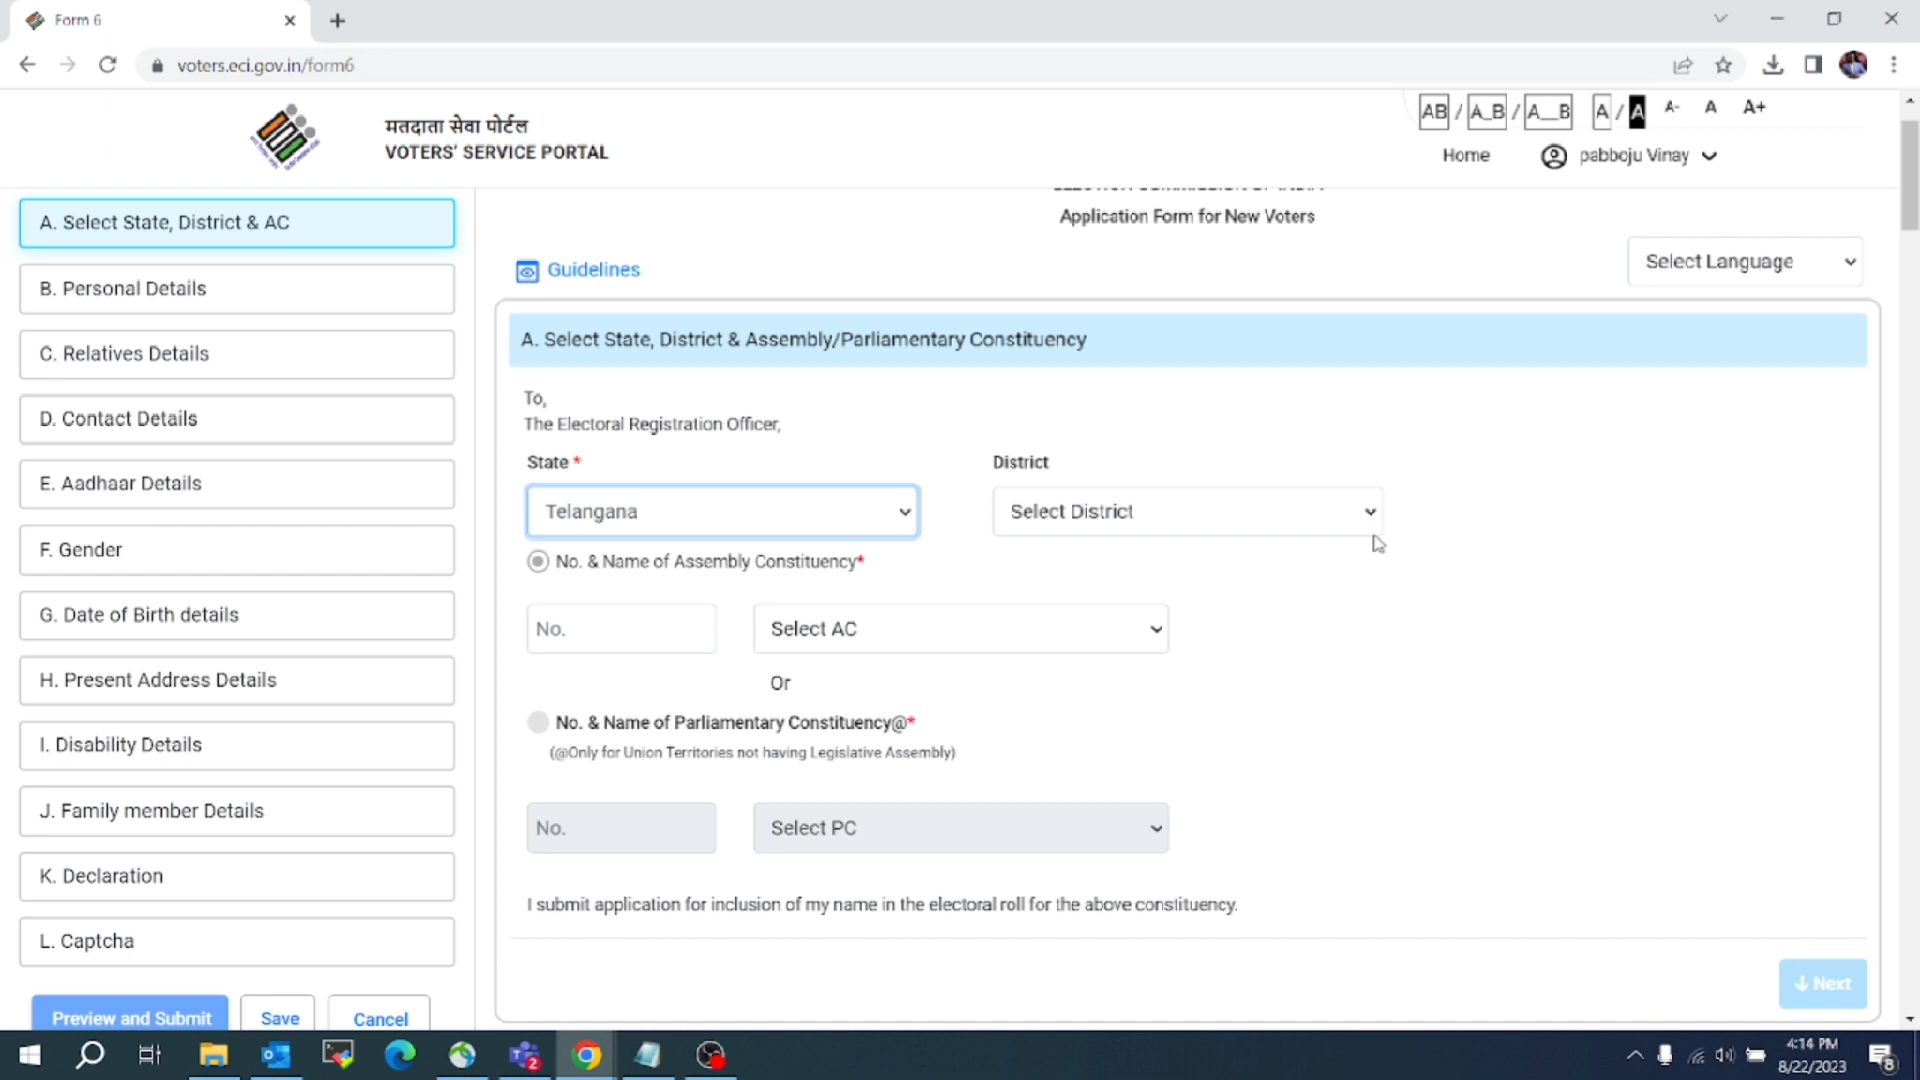 Form 6
voters.eci.gov.in/form6
मतदाता सेवा पोर्टल
VOTERS' SERVICE PORTAL
AB / A_B / A__B A / A A- A A+
Home pabboju Vinay
A. Select State, District & AC
B. Personal Details
C. Relatives Details
D. Contact Details
E. Aadhaar Details
F. Gender
G. Date of Birth details
H. Present Address Details
I. Disability Details
J. Family member Details
K. Declaration
L. Captcha
Preview and Submit Save Cancel
Application Form for New Voters
Guidelines
Select Language
A. Select State, District & Assembly/Parliamentary Constituency
To,
The Electoral Registration Officer,
State * District
Telangana Select District
No. & Name of Assembly Constituency*
No. Select AC
Or
No. & Name of Parliamentary Constituency@*
(@Only for Union Territories not having Legislative Assembly)
No. Select PC
I submit application for inclusion of my name in the electoral roll for the above constituency.
Next
2
4:14 PM
8/22/2023
8